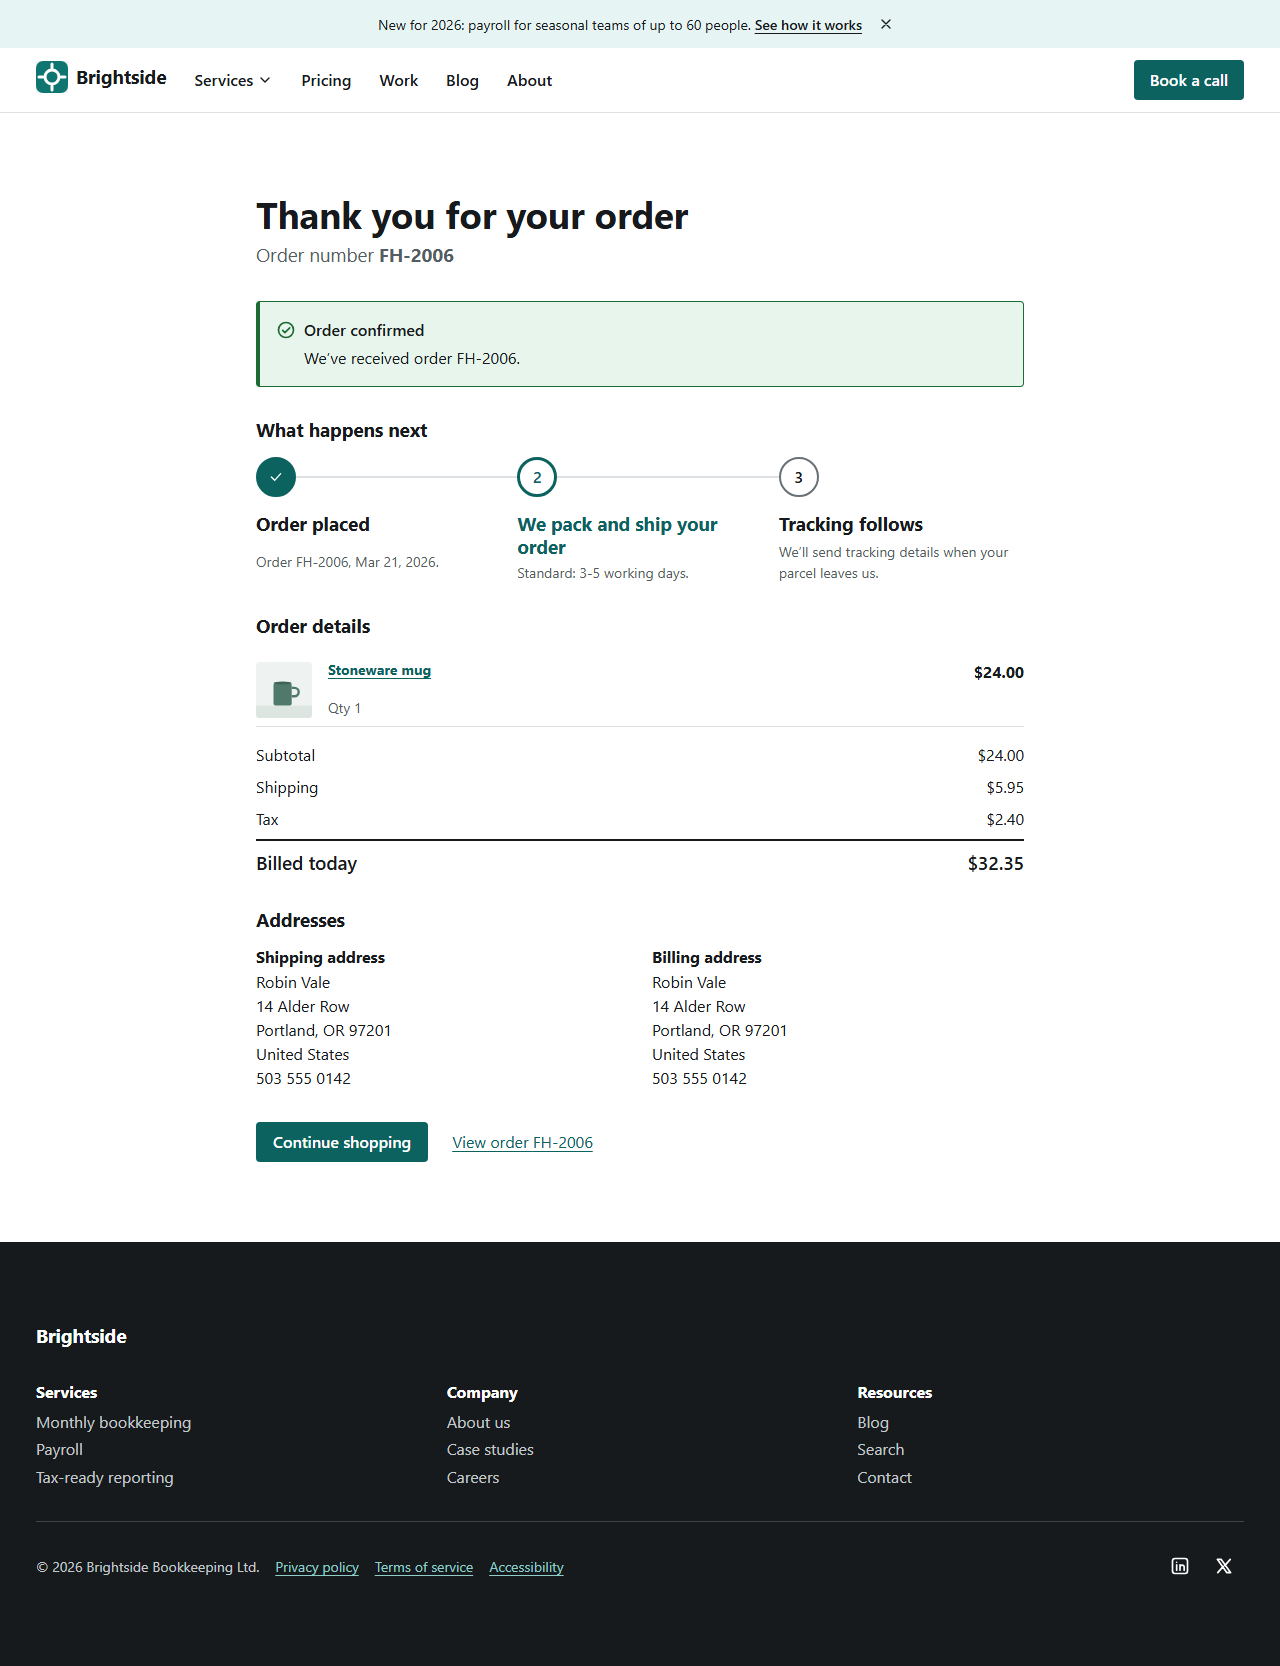 New for 2026: payroll for seasonal teams of up to 60 people. See how it works
Brightside
Services
Pricing
Work
Blog
About
Book a call
Thank you for your order
Order number FH-2006
Order confirmed
We've received order FH-2006.
What happens next
2
3
Order placed
Order FH-2006, Mar 21, 2026.
We pack and ship your
order
Standard: 3-5 working days.
Tracking follows
We'll send tracking details when your
parcel leaves us.
Order details
Stoneware mug
$24.00
Qty 1
Subtotal
$24.00
Shipping
$5.95
Tax
$2.40
Billed today
$32.35
Addresses
Shipping address
Robin Vale
14 Alder Row
Portland, OR 97201
United States
503 555 0142
Billing address
Robin Vale
14 Alder Row
Portland, OR 97201
United States
503 555 0142
Continue shopping
View order FH-2006
Brightside
Services
Monthly bookkeeping
Payroll
Tax-ready reporting
Company
About us
Case studies
Careers
Resources
Blog
Search
Contact
© 2026 Brightside Bookkeeping Ltd.
Privacy policy
Terms of service
Accessibility